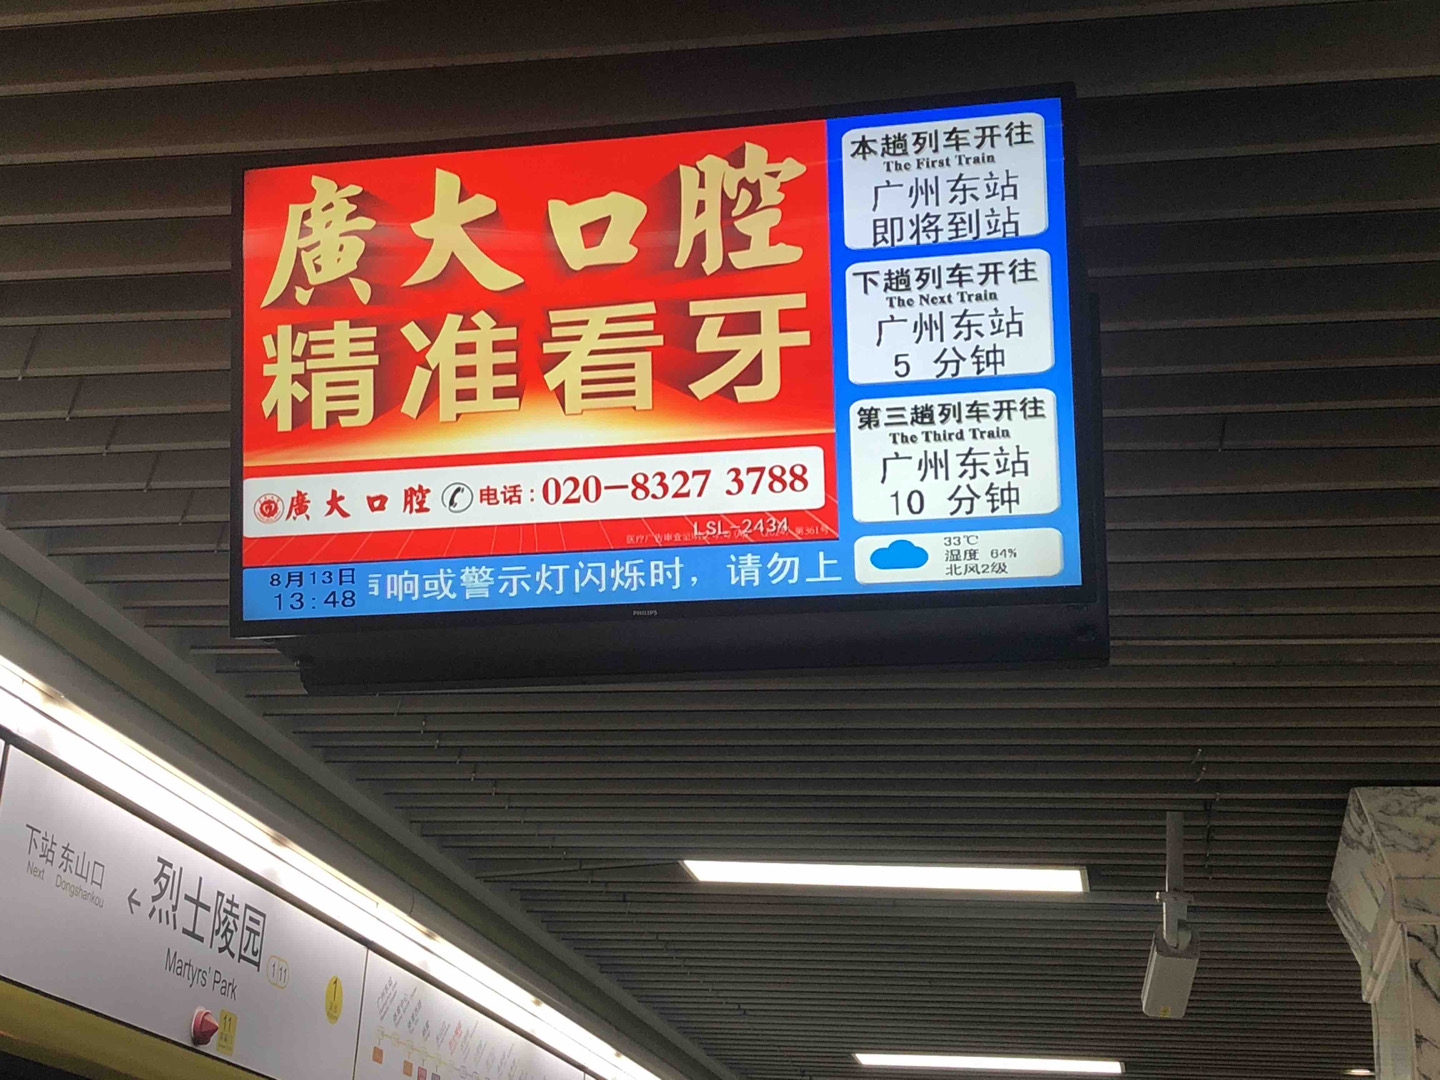 廣大口腔
精准看牙
廣大口腔 电话:020-8327 3788
LSL-2434
8月13日
13:48
响或警示灯闪烁时，请勿上
本趟列车开往
The First Train
广州东站
即将到站
下趟列车开往
The Next Train
广州东站
5 分钟
第三趟列车开往
The Third Train
广州东站
10 分钟
33℃
湿度 64%
北风2级
PHILIPS
下站 东山口
Next Dongshankou
←烈士陵园
Martyrs' Park
1
11